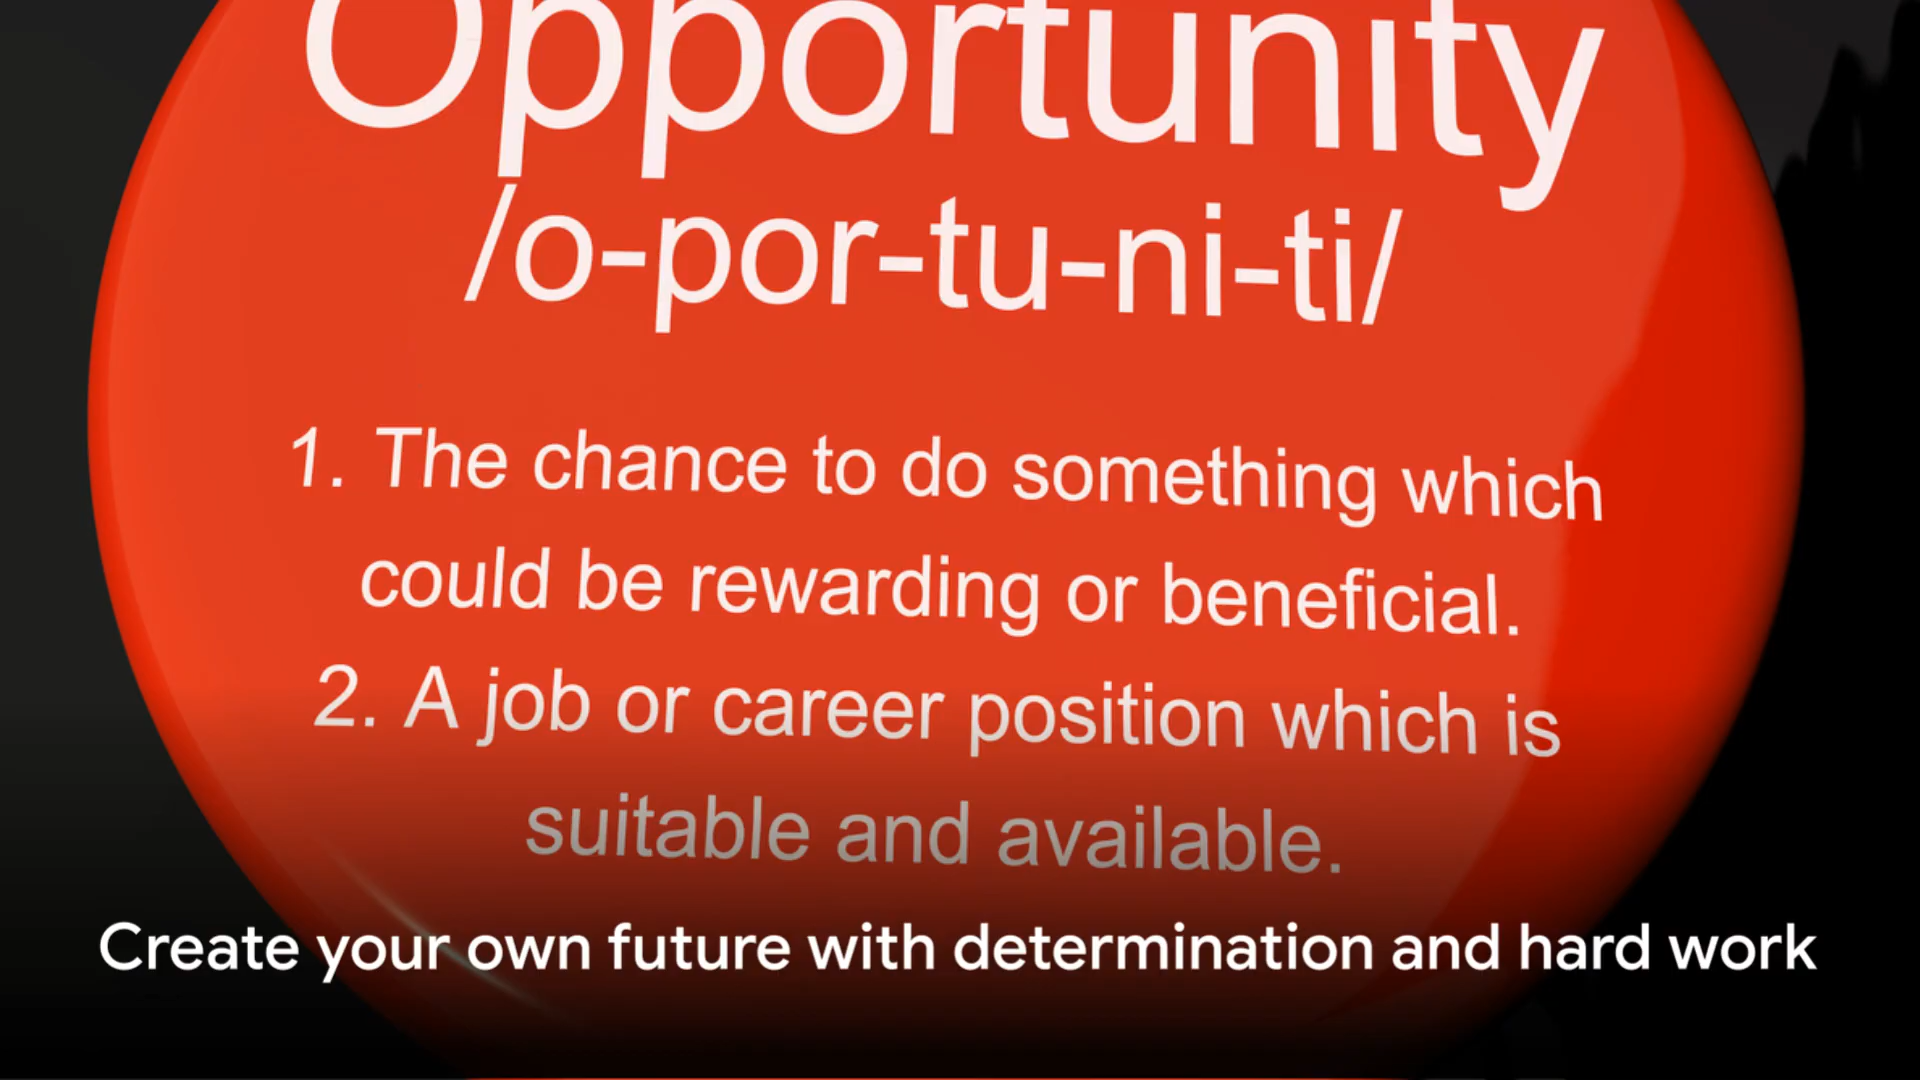 Opportunity
/o-por-tu-ni-ti/
1. The chance to do something which
could be rewarding or beneficial.
2. A job or career position which is
suitable and available.
Create your own future with determination and hard work